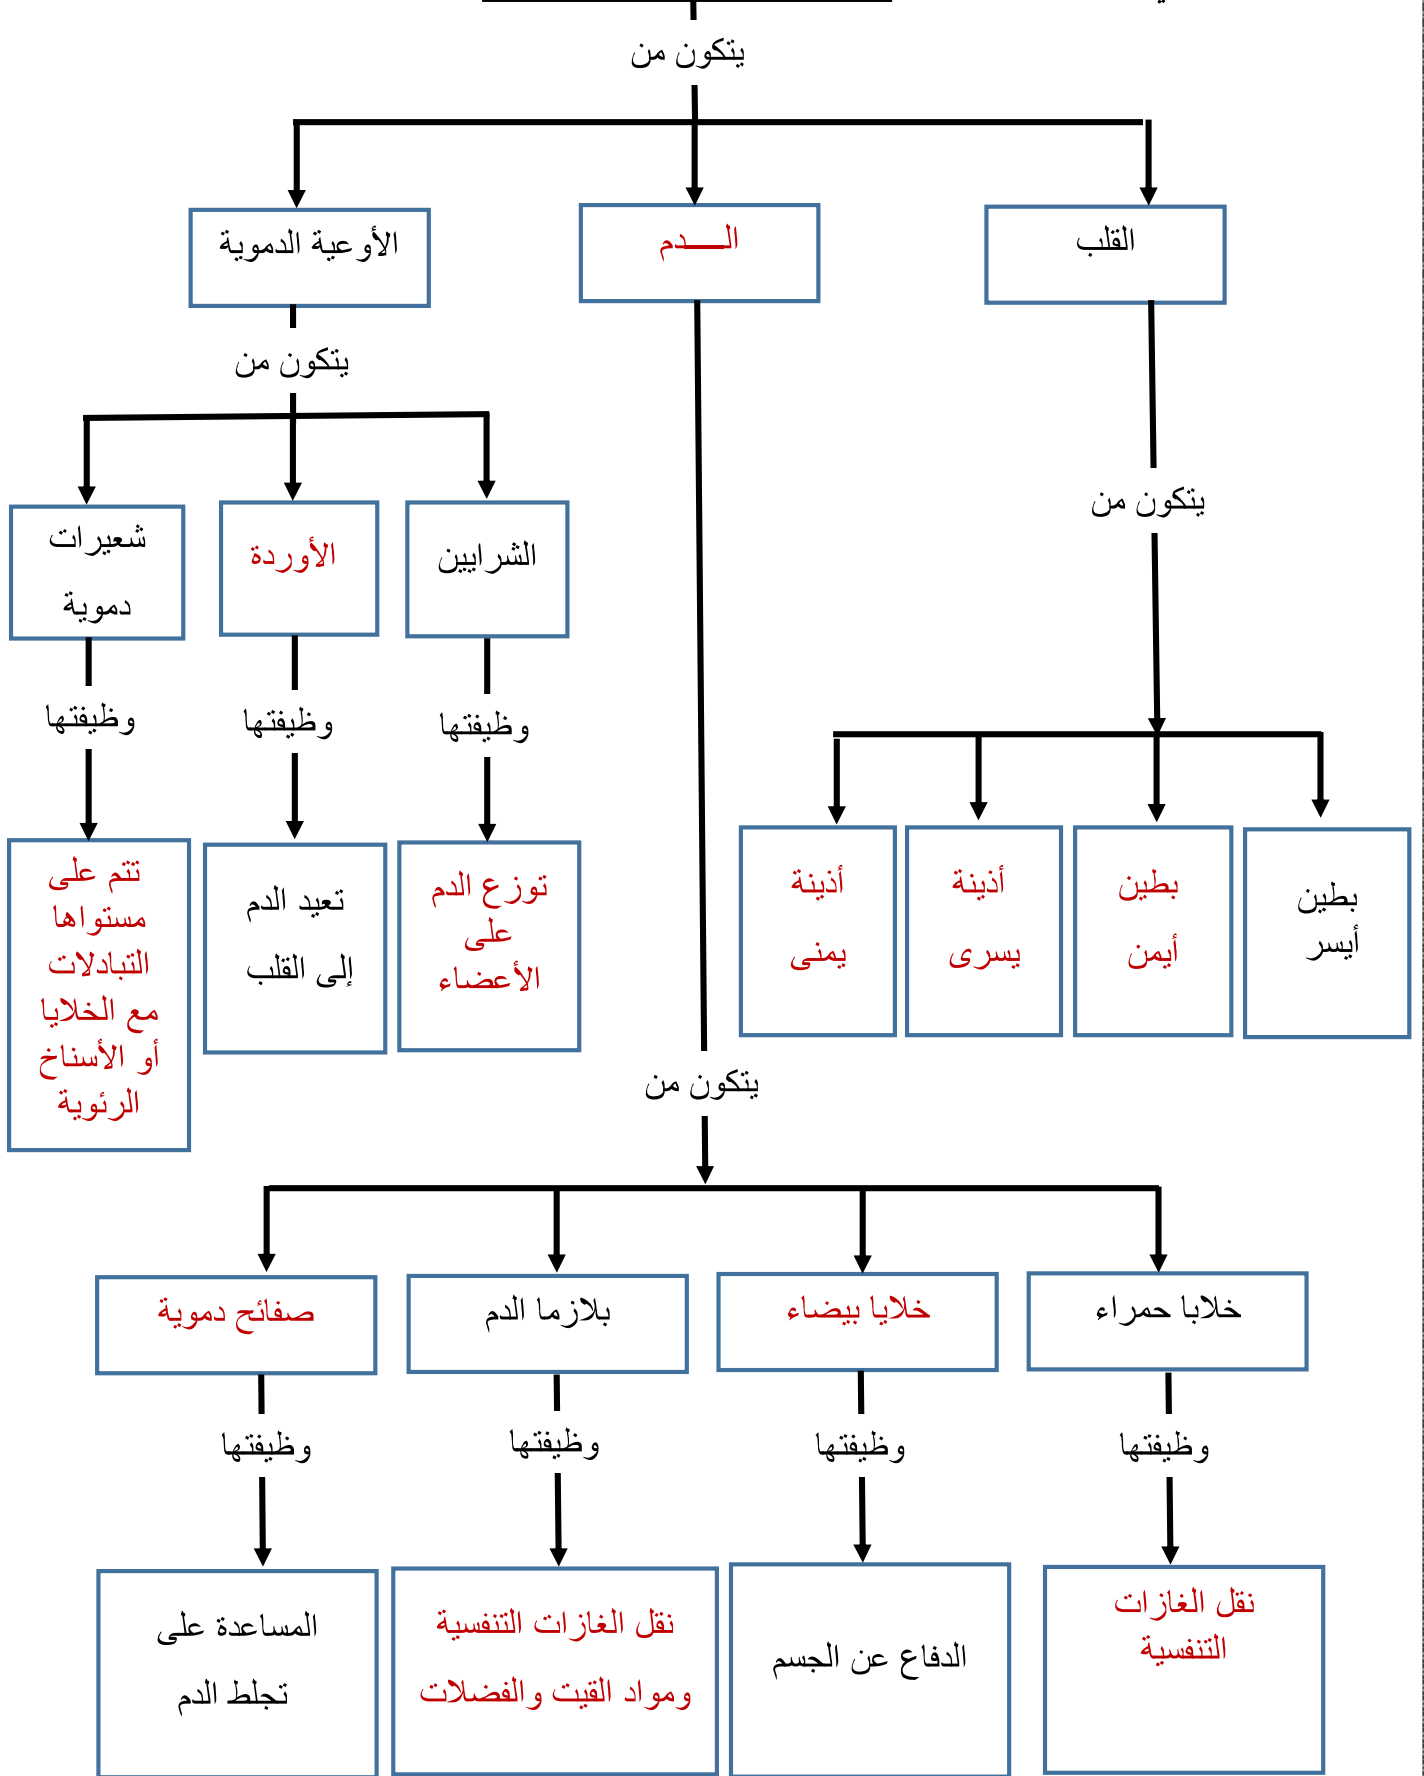 يتكون من
القلب
الـــدم
الأوعية الدموية
يتكون من
يتكون من
الشرايين
الأوردة
شعيرات
دموية
وظيفتها
وظيفتها
وظيفتها
بطين
أيسر
بطين
أيمن
أذينة
يسرى
أذينة
يمنى
توزع الدم
على
الأعضاء
تعيد الدم
إلى القلب
تتم على
مستواها
التبادلات
مع الخلايا
أو الأسناخ
الرئوية
يتكون من
خلابا حمراء
خلايا بيضاء
بلازما الدم
صفائح دموية
وظيفتها
وظيفتها
وظيفتها
وظيفتها
نقل الغازات
التنفسية
الدفاع عن الجسم
نقل الغازات التنفسية
ومواد القيت والفضلات
المساعدة على
تجلط الدم